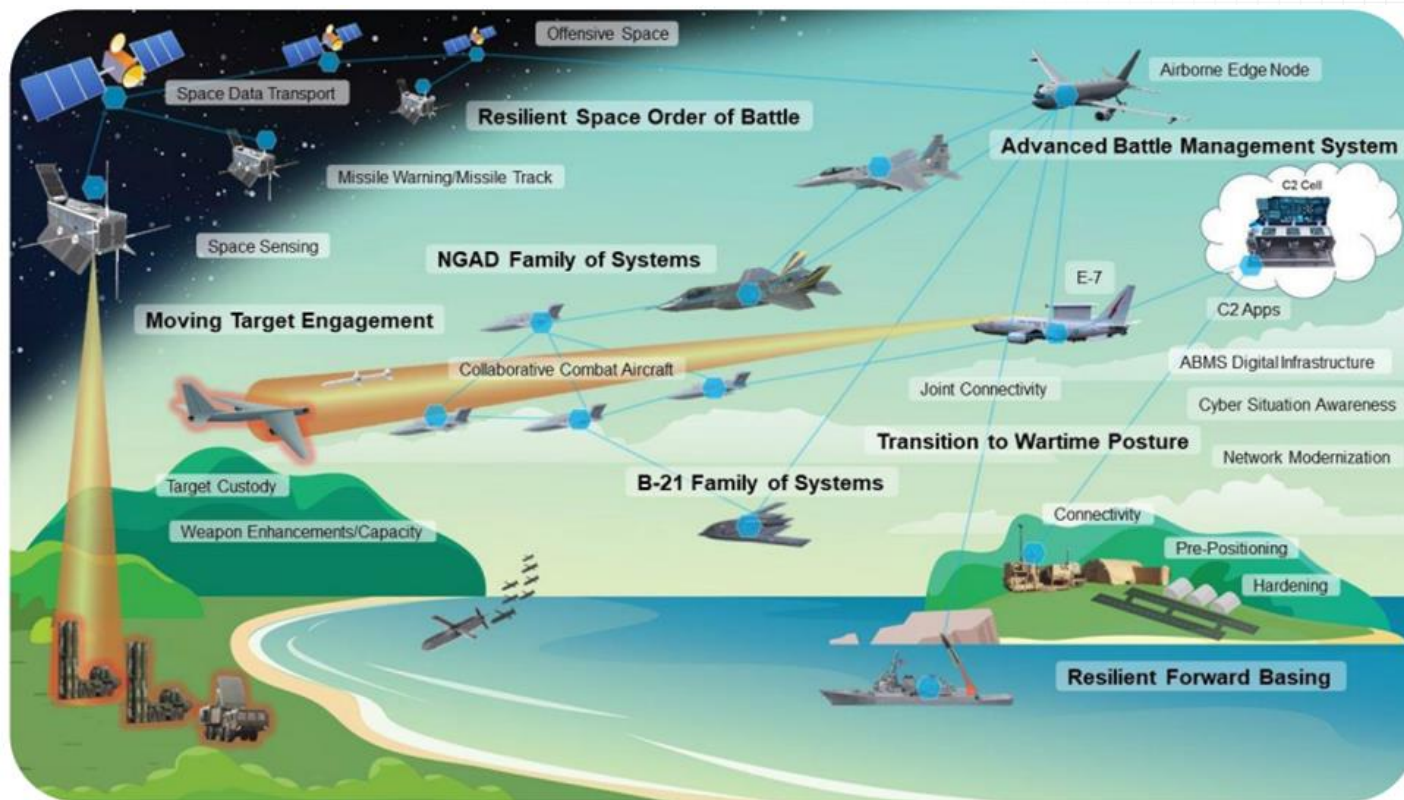 Offensive Space
Airborne Edge Node
Space Data Transport
Resilient Space Order of Battle
Advanced Battle Management System
Missile Warning/Missile Track
C2 Cell
Space Sensing
NGAD Family of Systems
E-7
C2 Apps
Moving Target Engagement
Collaborative Combat Aircraft
Joint Connectivity
ABMS Digital Infrastructure
Cyber Situation Awareness
Transition to Wartime Posture
Network Modernization
Target Custody
B-21 Family of Systems
Weapon Enhancements/Capacity
Connectivity
Pre-Positioning
Hardening
Resilient Forward Basing